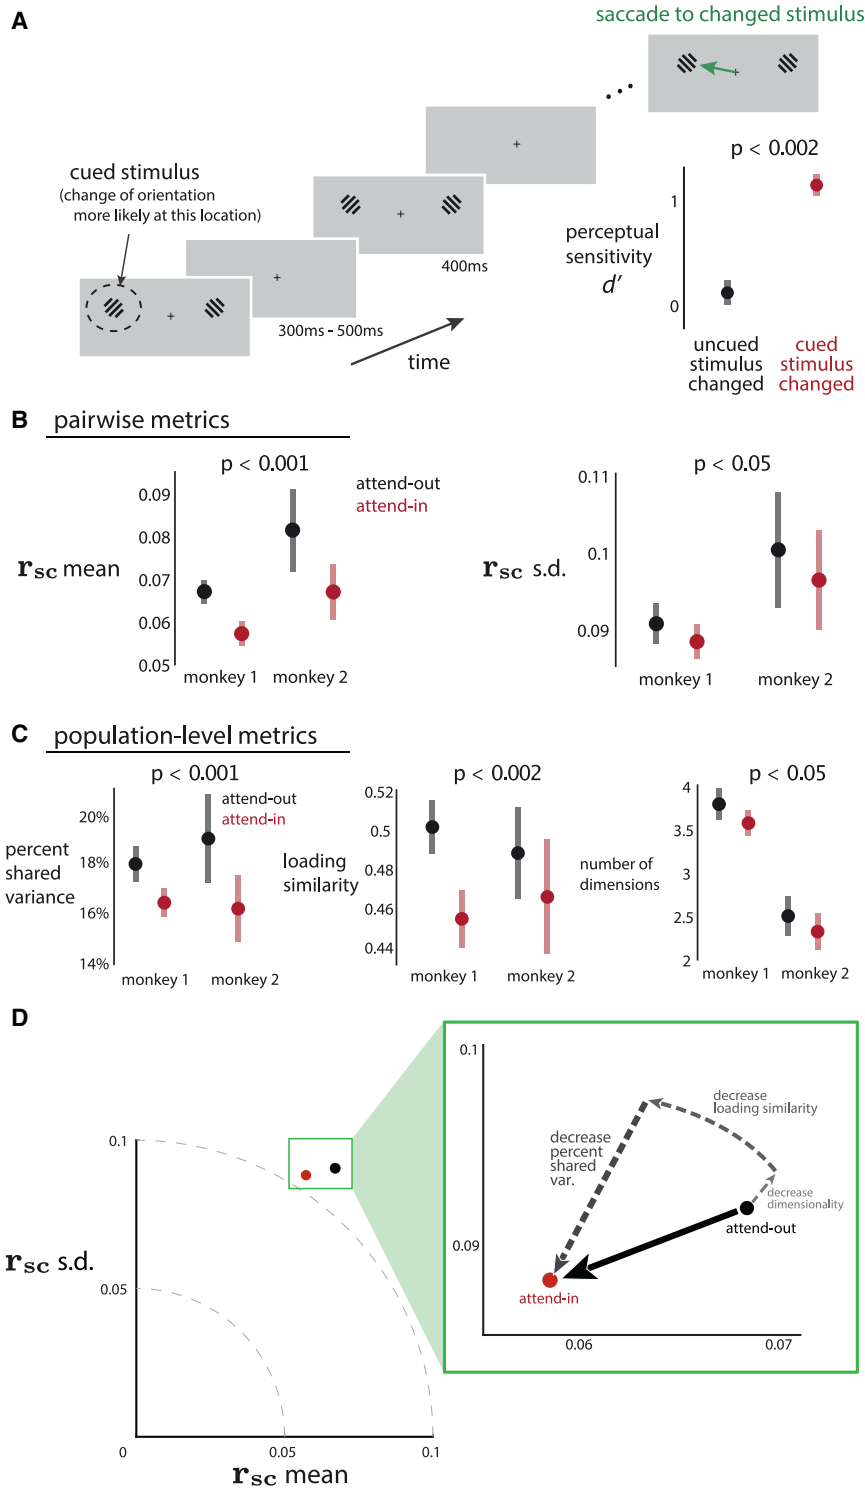 A
saccade to changed stimulus
cued stimulus
(change of orientation
more likely at this location)
400ms
300ms - 500ms
time
p < 0.002
perceptual
sensitivity
d′
1
0
uncued
stimulus
changed
cued
stimulus
changed
B
pairwise metrics
p < 0.001
attend-out
attend-in
rsc mean
0.09
0.08
0.07
0.06
0.05
monkey 1
monkey 2
p < 0.05
rsc s.d.
0.11
0.1
0.09
monkey 1
monkey 2
C
population-level metrics
p < 0.001
attend-out
attend-in
percent
shared
variance
20%
18%
16%
14%
monkey 1
monkey 2
p < 0.002
loading
similarity
0.52
0.5
0.48
0.46
0.44
monkey 1
monkey 2
p < 0.05
number of
dimensions
4
3.5
3
2.5
2
monkey 1
monkey 2
D
rsc s.d.
0.1
0.05
0
0.05
0.1
rsc mean
0.1
0.09
0.06
0.07
decrease
loading similarity
decrease
percent
shared
var.
decrease
dimensionality
attend-out
attend-in